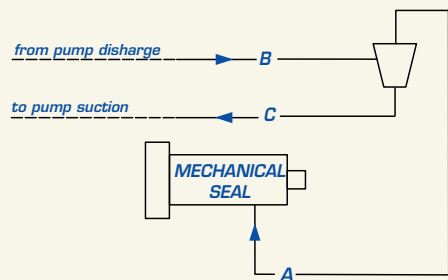 from pump disharge
B
to pump suction
C
MECHANICAL
SEAL
A